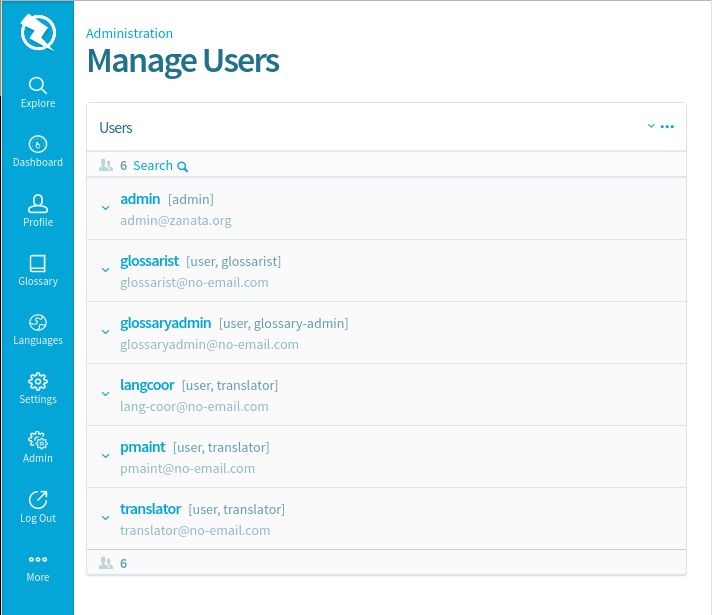 Administration
Manage Users
Explore
Dashboard
Profile
Glossary
Languages
Settings
Admin
Log Out
More
Users
6 Search
admin [admin]
admin@zanata.org
glossarist [user, glossarist]
glossarist@no-email.com
glossaryadmin [user, glossary-admin]
glossaryadmin@no-email.com
langcoor [user, translator]
lang-coor@no-email.com
pmaint [user, translator]
pmaint@no-email.com
translator [user, translator]
translator@no-email.com
6